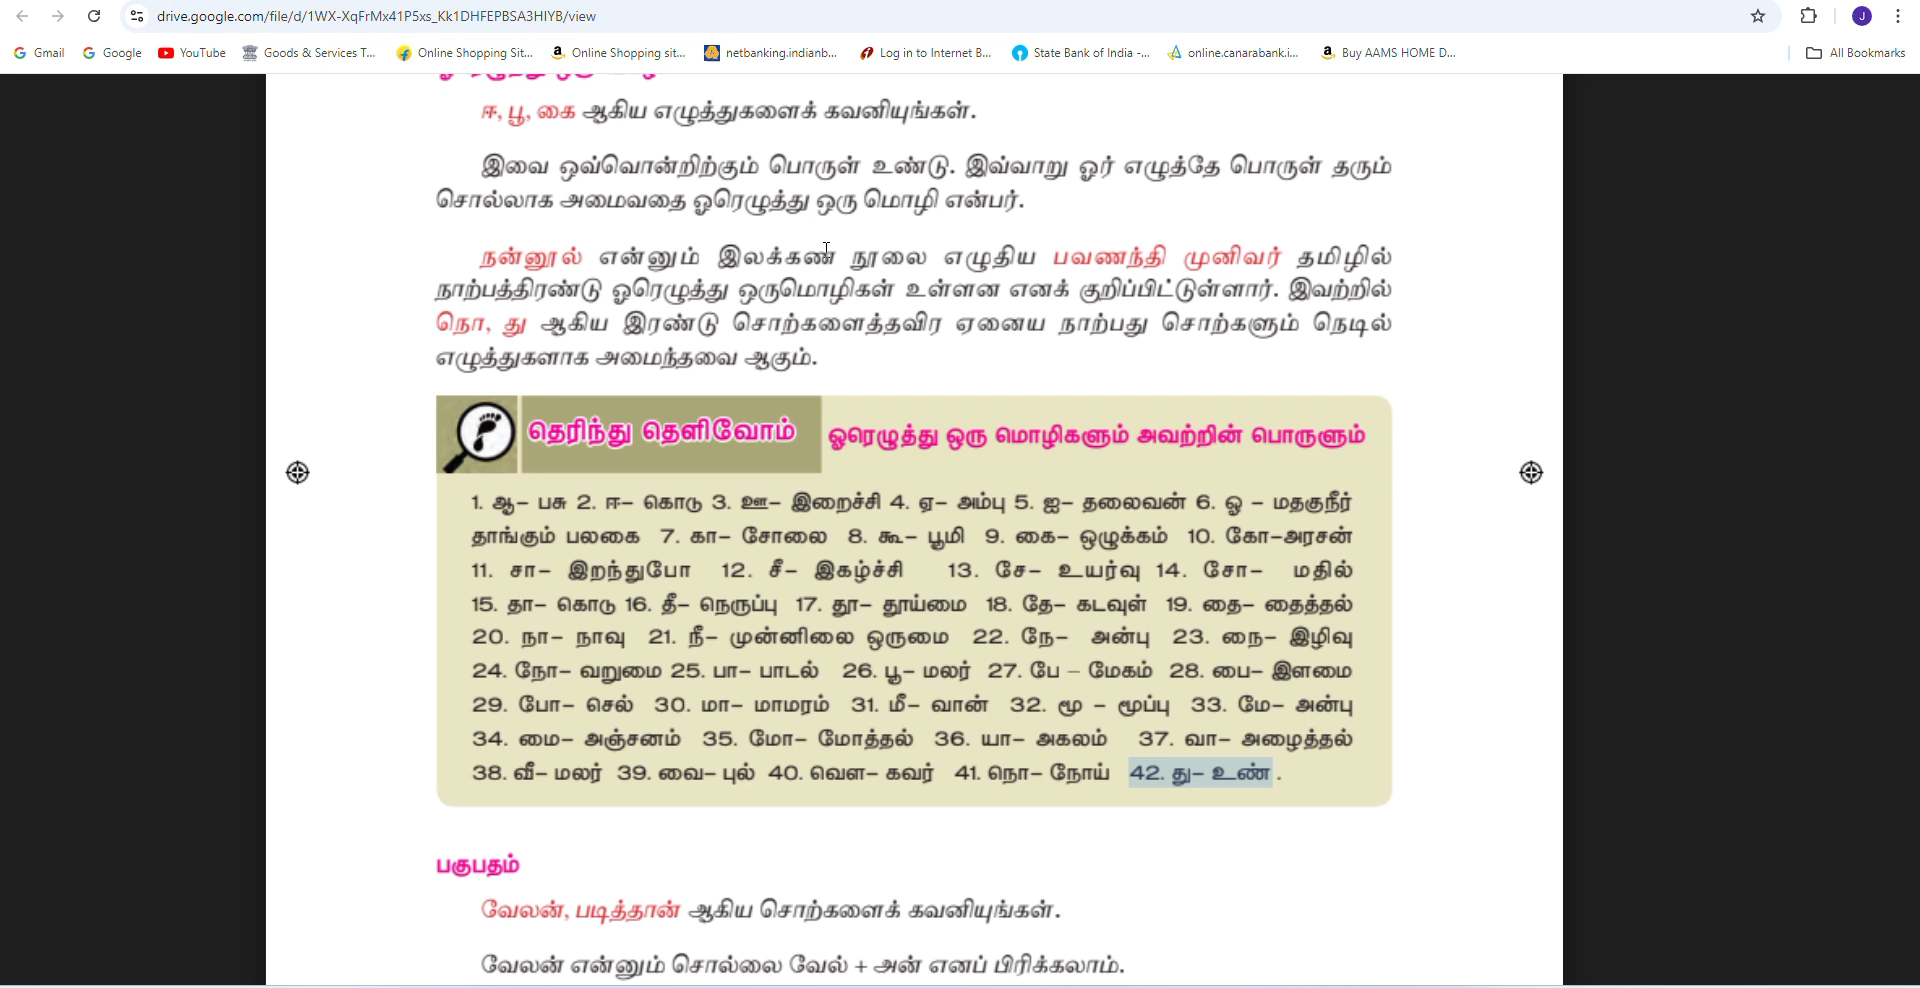 drive.google.com/file/d/1WX-XqFrMx41P5xs_Kk1DHFEPBSA3HIYB/view
J
Gmail Google YouTube Goods & Services T... Online Shopping Sit... Online Shopping sit... netbanking.indianb... Log in to Internet B... State Bank of India -... online.canarabank.i... Buy AAMS HOME D... All Bookmarks
ஈ, பூ, கை ஆகிய எழுத்துகளைக் கவனியுங்கள்.
இவை ஒவ்வொன்றிற்கும் பொருள் உண்டு. இவ்வாறு ஓர் எழுத்தே பொருள் தரும்
சொல்லாக அமைவதை ஓரெழுத்து ஒரு மொழி என்பர்.
நன்னூல் என்னும் இலக்கண நூலை எழுதிய பவணந்தி முனிவர் தமிழில்
நாற்பத்திரண்டு ஓரெழுத்து ஒருமொழிகள் உள்ளன எனக் குறிப்பிட்டுள்ளார். இவற்றில்
நொ, து ஆகிய இரண்டு சொற்களைத்தவிர ஏனைய நாற்பது சொற்களும் நெடில்
எழுத்துகளாக அமைந்தவை ஆகும்.
தெரிந்து தெளிவோம் ஓரெழுத்து ஒரு மொழிகளும் அவற்றின் பொருளும்
1. ஆ– பசு 2. ஈ– கொடு 3. ஊ– இறைச்சி 4. ஏ– அம்பு 5. ஐ– தலைவன் 6. ஓ – மதகுநீர்
தாங்கும் பலகை 7. கா– சோலை 8. கூ– பூமி 9. கை– ஒழுக்கம் 10. கோ–அரசன்
11. சா– இறந்துபோ 12. சீ– இகழ்ச்சி 13. சே– உயர்வு 14. சோ– மதில்
15. தா– கொடு 16. தீ– நெருப்பு 17. தூ– தூய்மை 18. தே– கடவுள் 19. தை– தைத்தல்
20. நா– நாவு 21. நீ– முன்னிலை ஒருமை 22. நே– அன்பு 23. நை– இழிவு
24. நோ– வறுமை 25. பா– பாடல் 26. பூ– மலர் 27. பே – மேகம் 28. பை– இளமை
29. போ– செல் 30. மா– மாமரம் 31. மீ– வான் 32. மூ – மூப்பு 33. மே– அன்பு
34. மை– அஞ்சனம் 35. மோ– மோத்தல் 36. யா– அகலம் 37. வா– அழைத்தல்
38. வீ– மலர் 39. வை– புல் 40. வௌ– கவர் 41. நொ– நோய் 42. து– உண் .
பகுபதம்
வேலன், படித்தான் ஆகிய சொற்களைக் கவனியுங்கள்.
வேலன் என்னும் சொல்லை வேல் + அன் எனப் பிரிக்கலாம்.